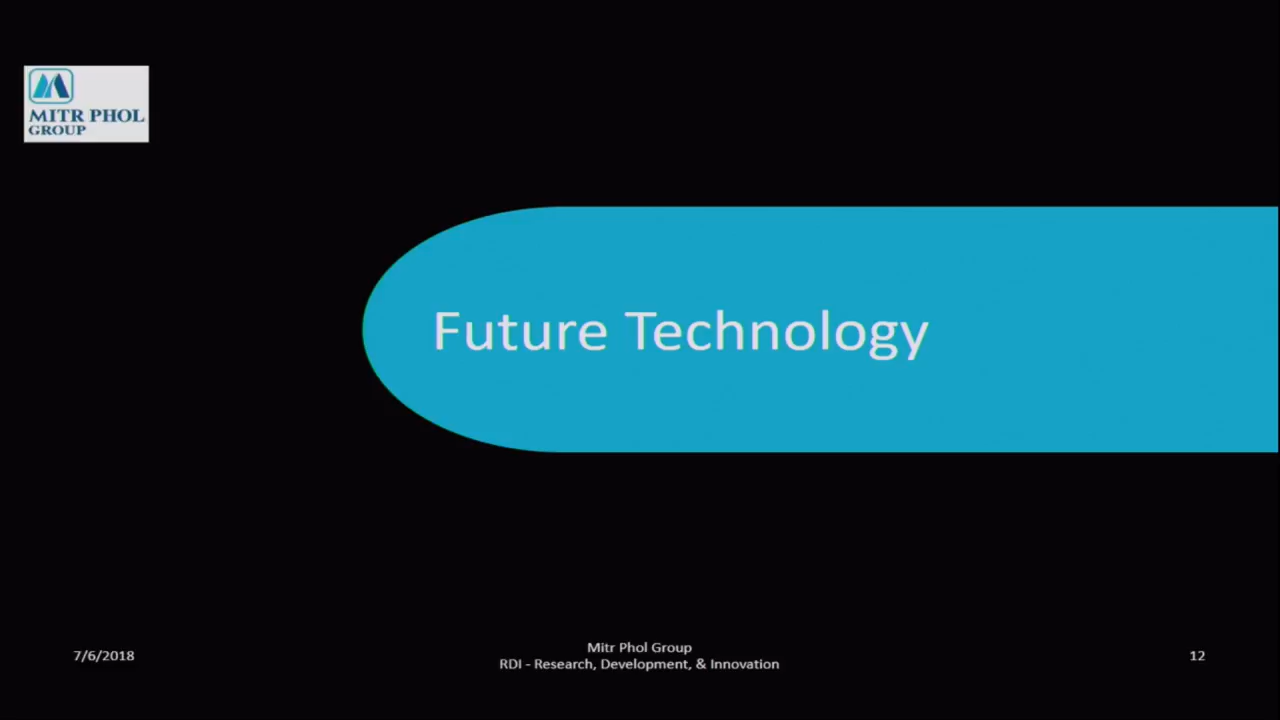 MITR PHOL
GROUP
Future Technology
7/6/2018
Mitr Phol Group
RDI - Research, Development, & Innovation
12